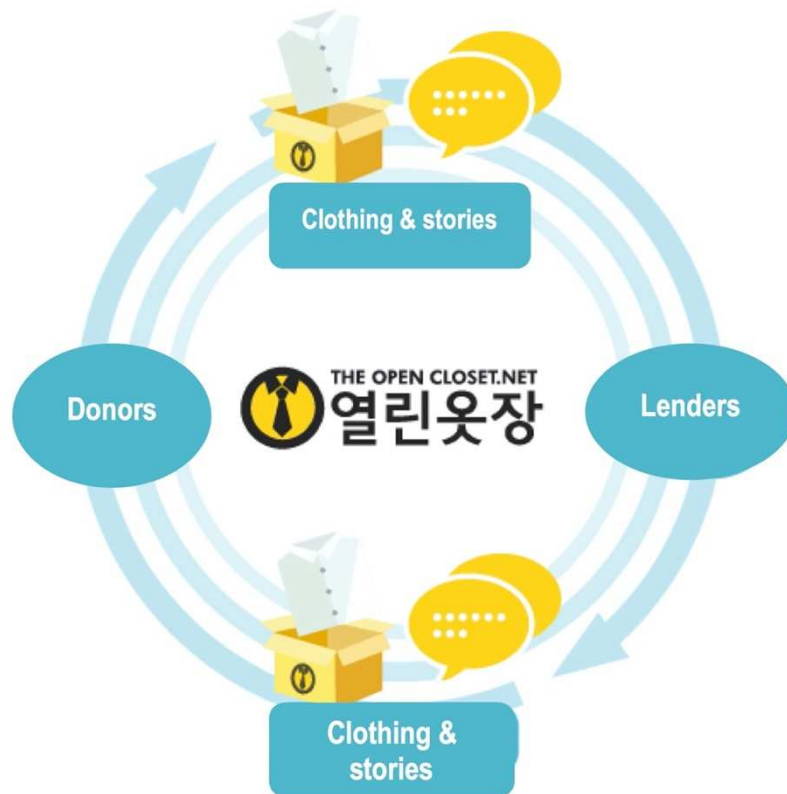 Clothing & stories
THE OPEN CLOSET.NET
열린옷장
Donors
Lenders
Clothing &
stories